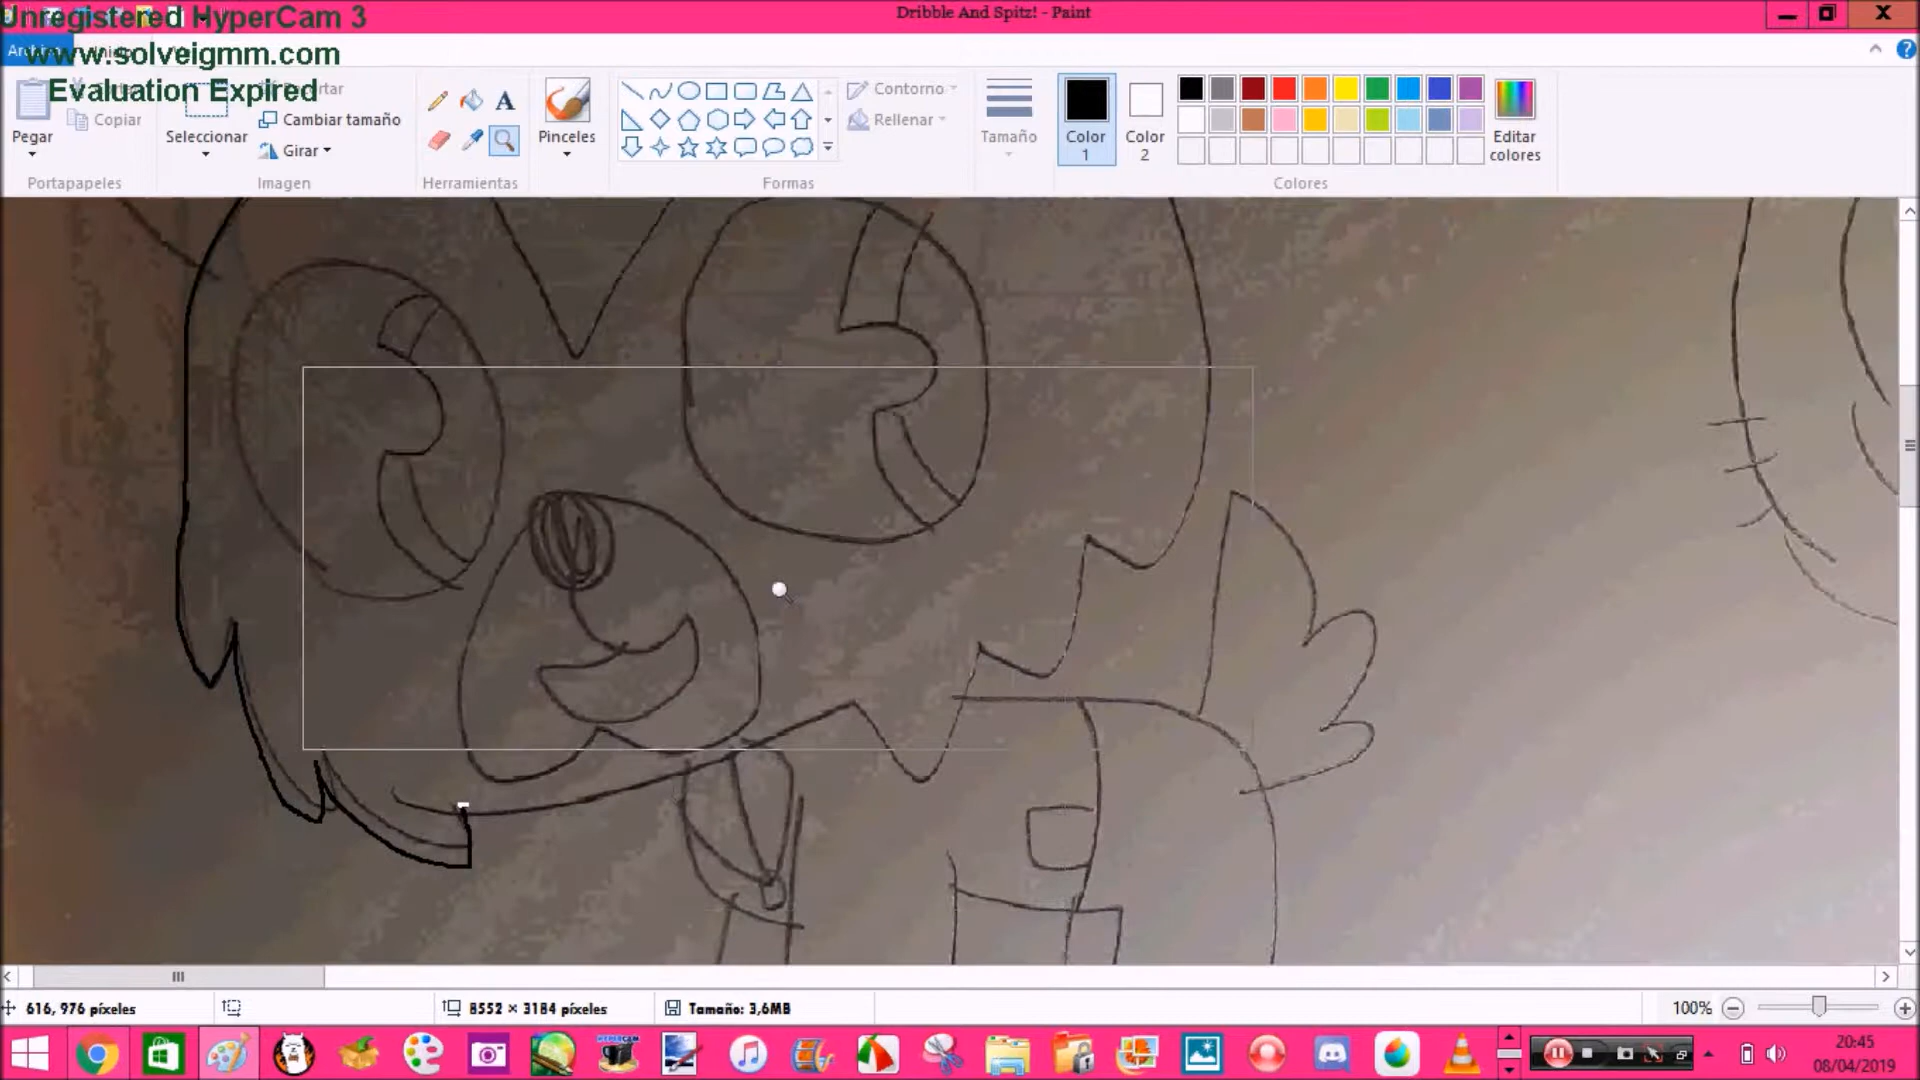 Unregistered HyperCam 3
Dribble And Spitz! - Paint
www.solveigmm.com
Evaluation Expired
Pegar
Copiar
Portapapeles
Seleccionar
Cambiar tamaño
Girar
Imagen
Herramientas
Pinceles
Formas
Contorno
Rellenar
Tamaño
Color 1
Color 2
Editar colores
Colores
616, 976 píxeles
8552 × 3184 píxeles
Tamaño: 3,6MB
100%
HYPERCAM
20:45
08/04/2019